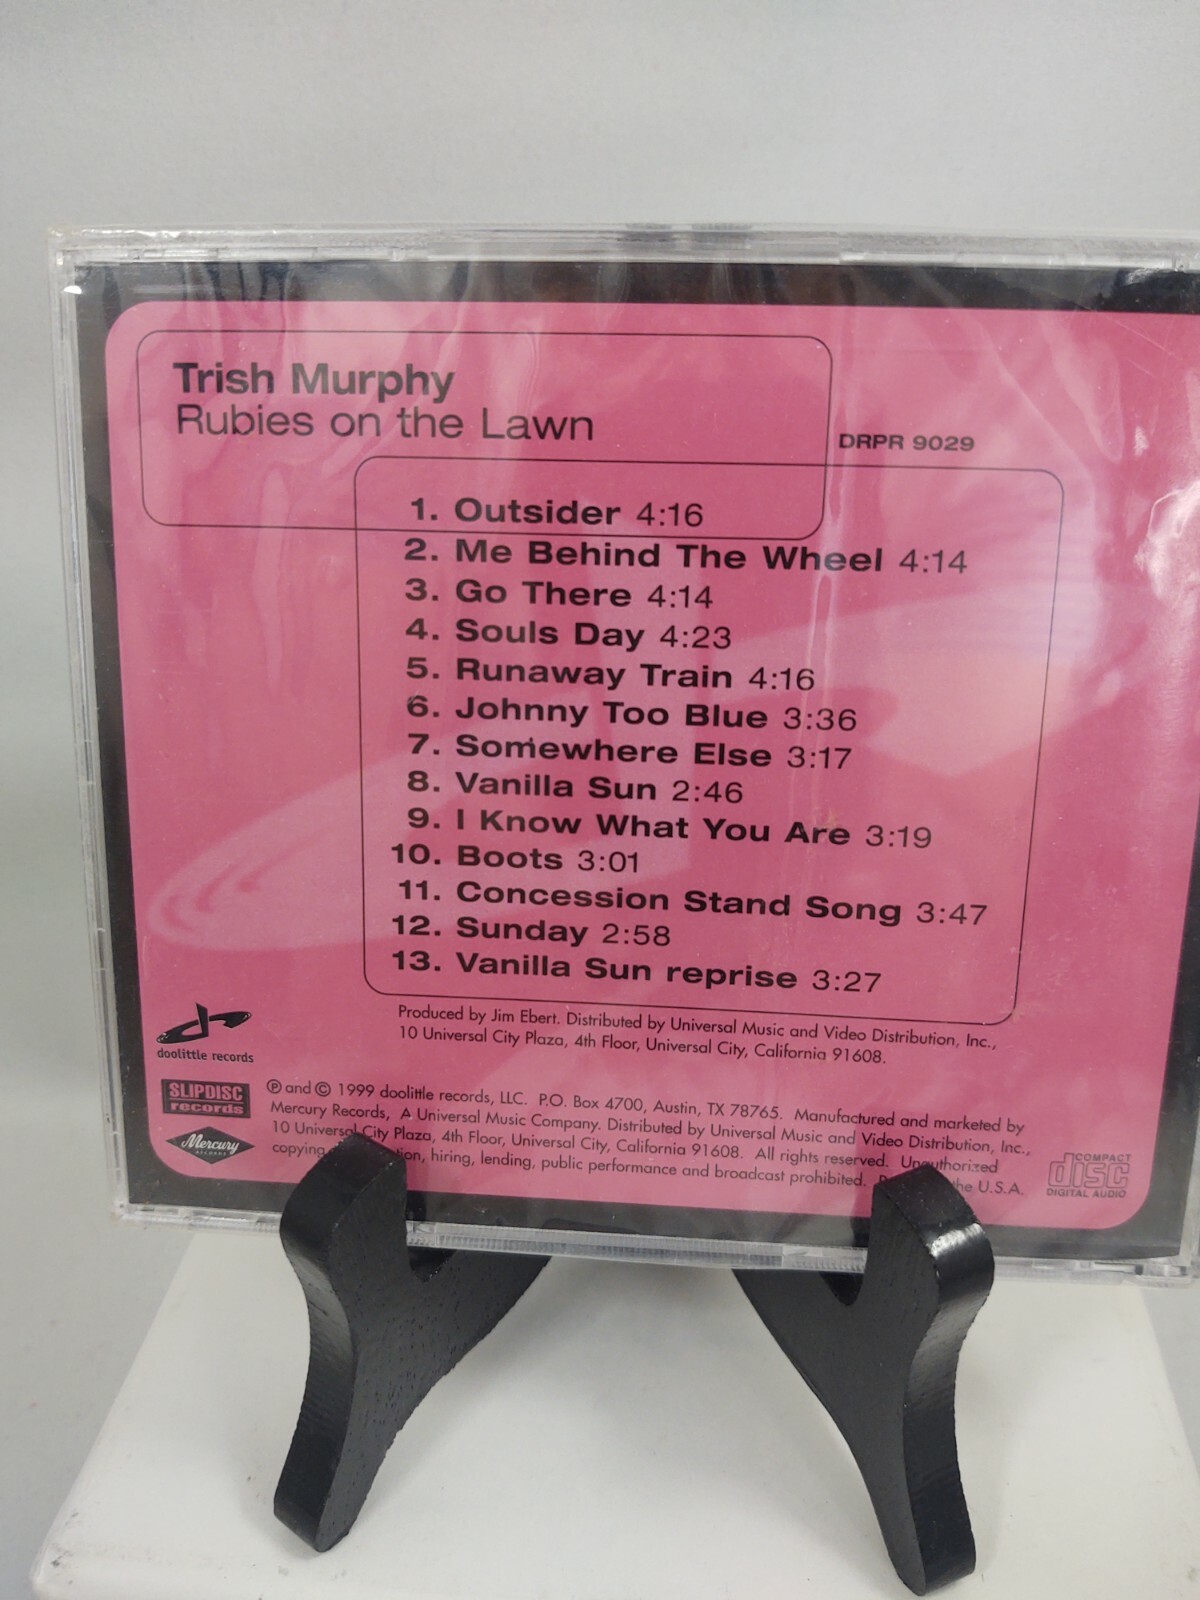 Trish Murphy
Rubies on the Lawn
DRPR 9029
1. Outsider 4:16
2. Me Behind The Wheel 4:14
3. Go There 4:14
4. Souls Day 4:23
5. Runaway Train 4:16
6. Johnny Too Blue 3:36
7. Somewhere Else 3:17
8. Vanilla Sun 2:46
9. I Know What You Are 3:19
10. Boots 3:01
11. Concession Stand Song 3:47
12. Sunday 2:58
13. Vanilla Sun reprise 3:27
Produced by Jim Ebert. Distributed by Universal Music and Video Distribution, Inc.,
10 Universal City Plaza, 4th Floor, Universal City, California 91608.
doolittle records
SLIPDISC
records
Mercury
RECORDS
℗ and © 1999 doolittle records, LLC. P.O. Box 4700, Austin, TX 78765. Manufactured and marketed by
Mercury Records, A Universal Music Company. Distributed by Universal Music and Video Distribution, Inc.,
10 Universal City Plaza, 4th Floor, Universal City, California 91608. All rights reserved. Unauthorized
copying, hiring, lending, public performance and broadcast prohibited. the U.S.A.
COMPACT
disc
DIGITAL AUDIO